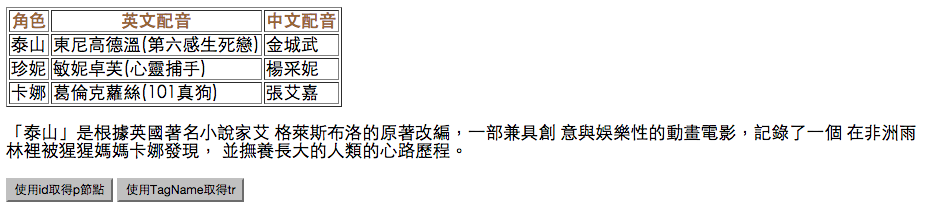 角色 英文配音 中文配音
泰山 東尼高德溫(第六感生死戀) 金城武
珍妮 敏妮卓芙(心靈捕手) 楊采妮
卡娜 葛倫克蘿絲(101真狗) 張艾嘉
「泰山」是根據英國著名小說家艾 格萊斯布洛的原著改編，一部兼具創 意與娛樂性的動畫電影，記錄了一個 在非洲雨
林裡被猩猩媽媽卡娜發現， 並撫養長大的人類的心路歷程。
使用id取得p節點 使用TagName取得tr